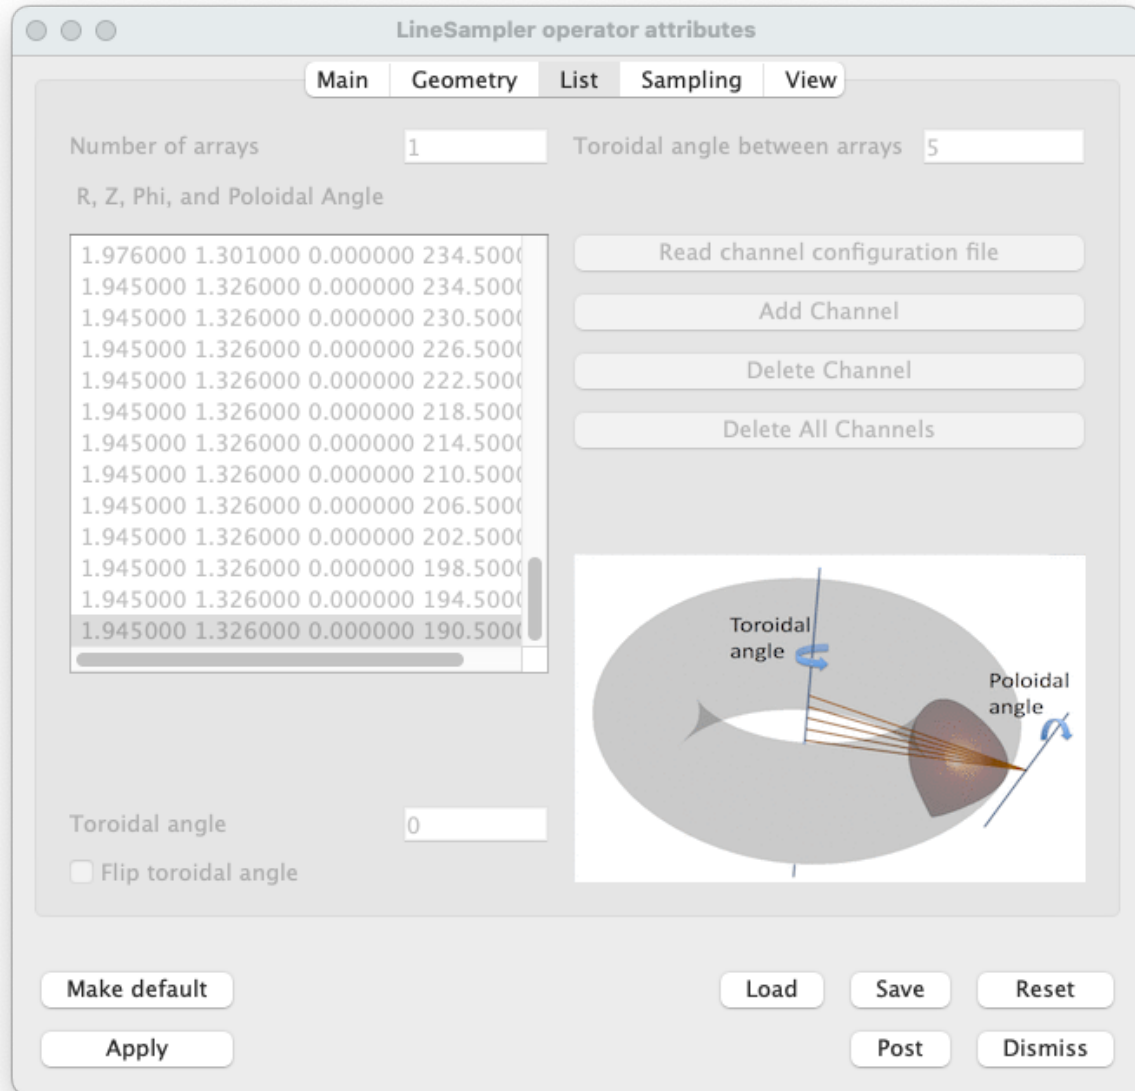 LineSampler operator attributes
Main Geometry List Sampling View
Number of arrays 1 Toroidal angle between arrays 5
R, Z, Phi, and Poloidal Angle
1.976000 1.301000 0.000000 234.5000
1.945000 1.326000 0.000000 234.5000
1.945000 1.326000 0.000000 230.5000
1.945000 1.326000 0.000000 226.5000
1.945000 1.326000 0.000000 222.5000
1.945000 1.326000 0.000000 218.5000
1.945000 1.326000 0.000000 214.5000
1.945000 1.326000 0.000000 210.5000
1.945000 1.326000 0.000000 206.5000
1.945000 1.326000 0.000000 202.5000
1.945000 1.326000 0.000000 198.5000
1.945000 1.326000 0.000000 194.5000
1.945000 1.326000 0.000000 190.5000
Read channel configuration file
Add Channel
Delete Channel
Delete All Channels
Toroidal
angle
Poloidal
angle
Toroidal angle 0
Flip toroidal angle
Make default Load Save Reset
Apply Post Dismiss